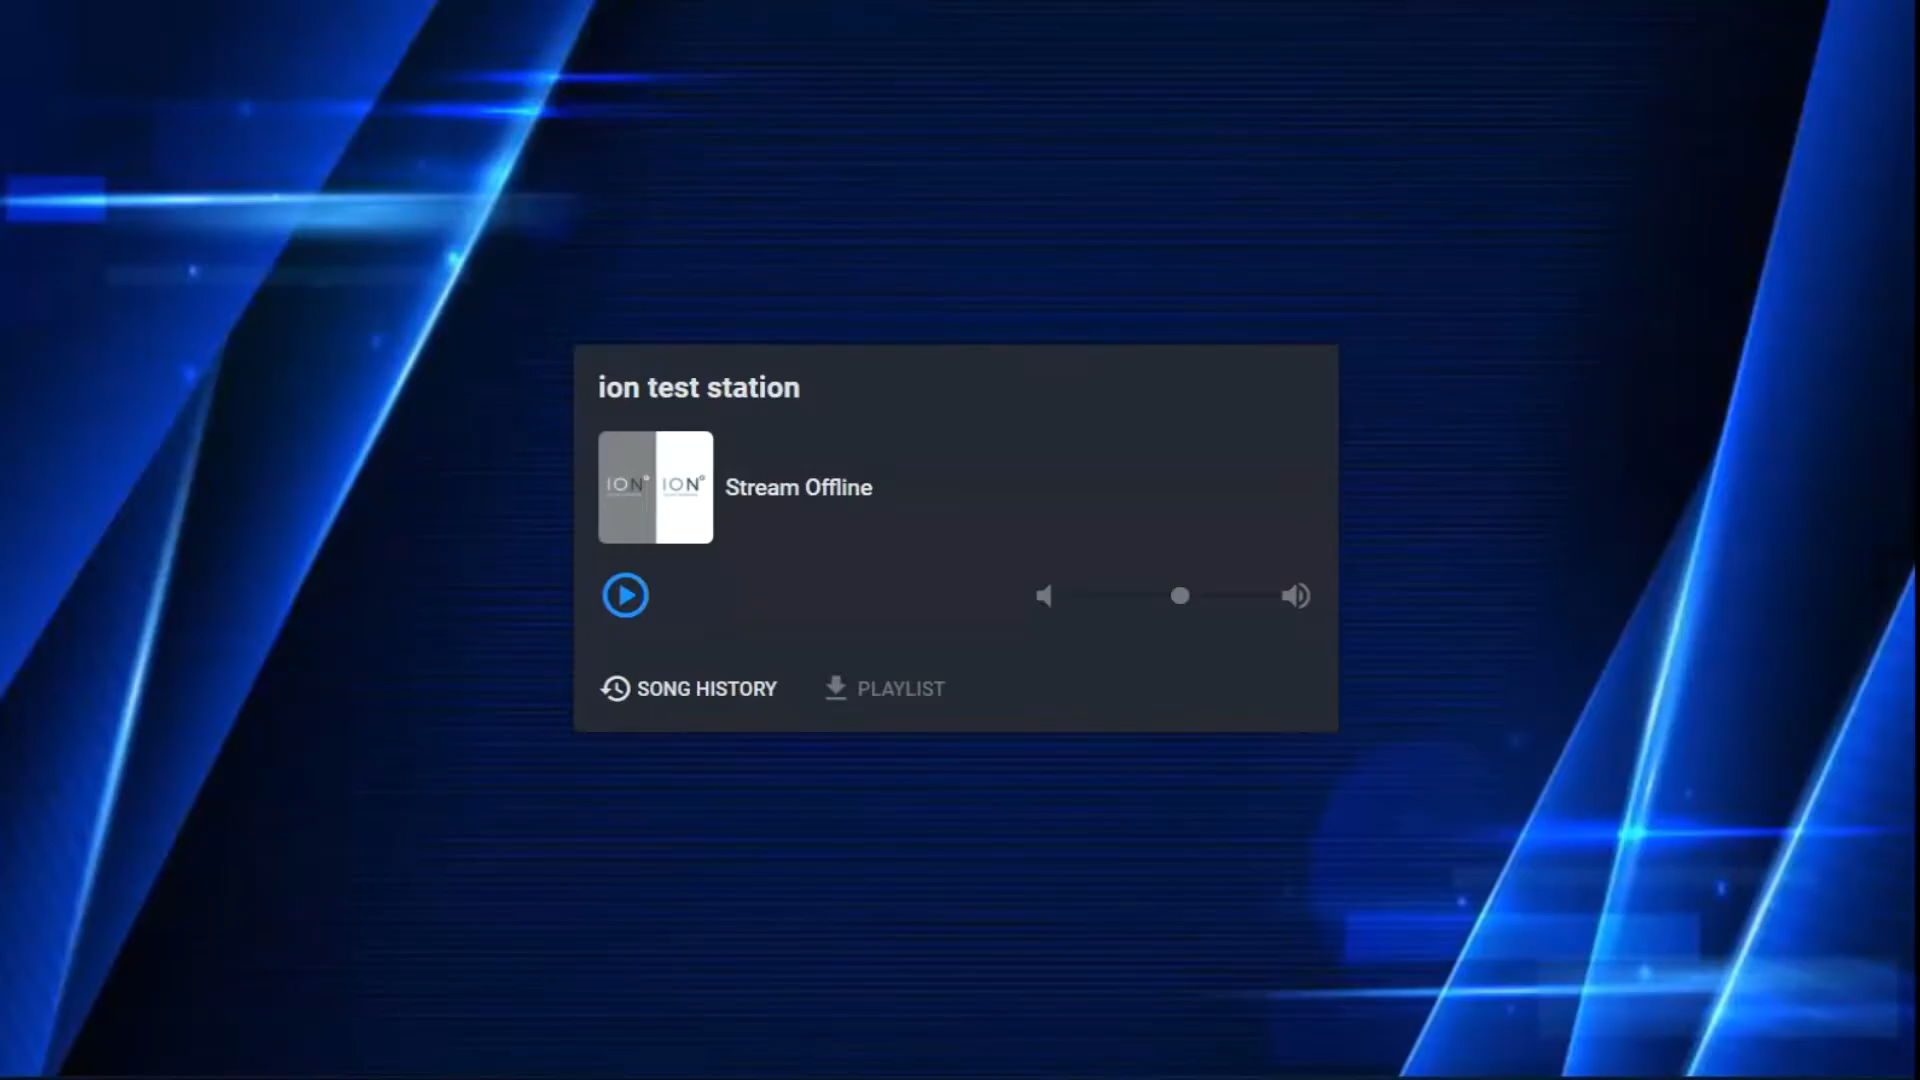 ion test station
ION ION
Stream Offline
SONG HISTORY PLAYLIST